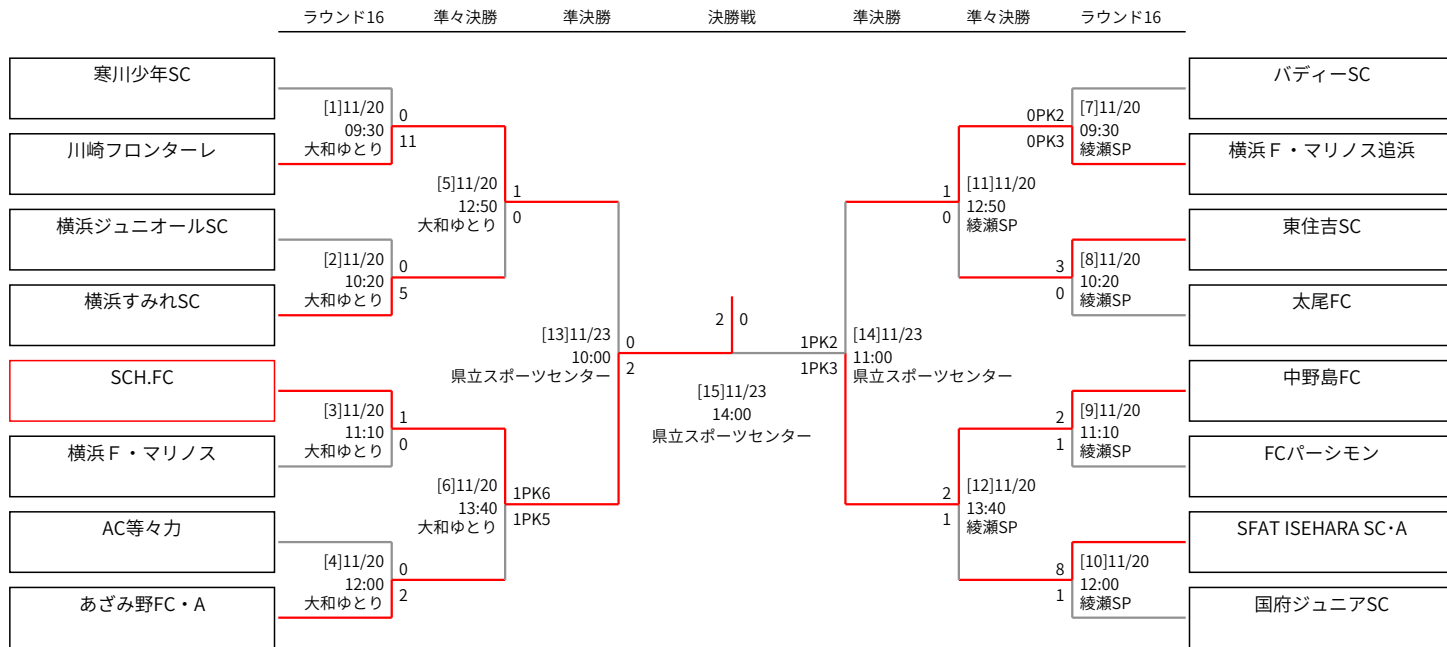 ラウンド16 準々決勝 準決勝 決勝戦 準決勝 準々決勝 ラウンド16
寒川少年SC
川崎フロンターレ
横浜ジュニオールSC
横浜すみれSC
SCH.FC
横浜Ｆ・マリノス
AC等々力
あざみ野FC・A
[1]11/20
09:30
大和ゆとり
0
11
[2]11/20
10:20
大和ゆとり
0
5
[3]11/20
11:10
大和ゆとり
1
0
[4]11/20
12:00
大和ゆとり
0
2
[5]11/20
12:50
大和ゆとり
1
0
[6]11/20
13:40
大和ゆとり
1PK6
1PK5
[13]11/23
10:00
県立スポーツセンター
0
2
2 0
[15]11/23
14:00
県立スポーツセンター
1PK2
1PK3
[14]11/23
11:00
県立スポーツセンター
1
0
[11]11/20
12:50
綾瀬SP
2
1
[12]11/20
13:40
綾瀬SP
0PK2
0PK3
[7]11/20
09:30
綾瀬SP
3
0
[8]11/20
10:20
綾瀬SP
2
1
[9]11/20
11:10
綾瀬SP
8
1
[10]11/20
12:00
綾瀬SP
バディーSC
横浜Ｆ・マリノス追浜
東住吉SC
太尾FC
中野島FC
FCパーシモン
SFAT ISEHARA SC･A
国府ジュニアSC